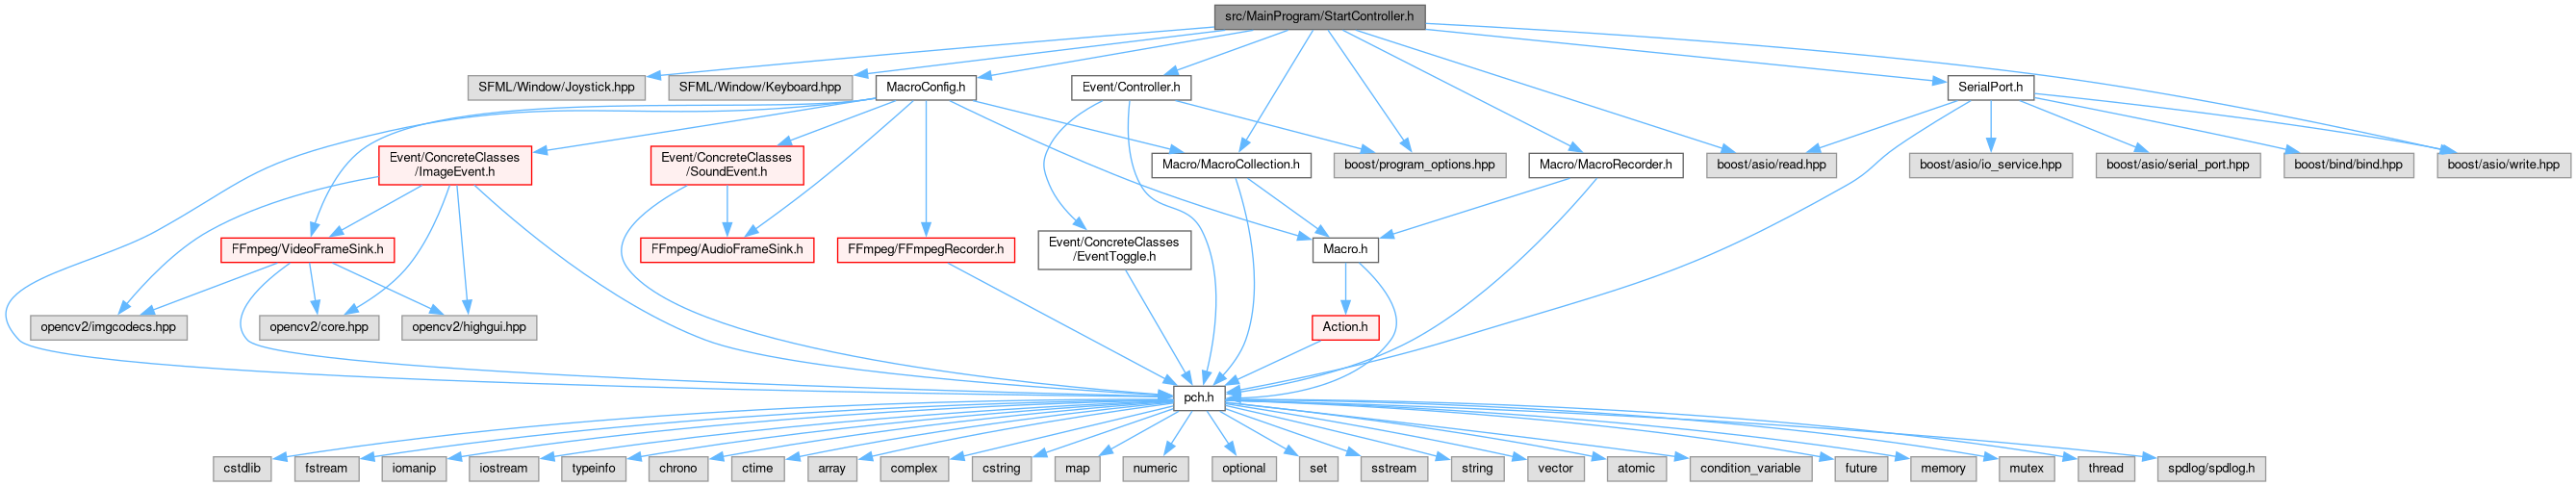 src/MainProgram/StartController.h
SFML/Window/Joystick.hpp
SFML/Window/Keyboard.hpp
MacroConfig.h
Event/Controller.h
SerialPort.h
Event/ConcreteClasses
/ImageEvent.h
Event/ConcreteClasses
/SoundEvent.h
Macro/MacroCollection.h
boost/program_options.hpp
Macro/MacroRecorder.h
boost/asio/read.hpp
boost/asio/io_service.hpp
boost/asio/serial_port.hpp
boost/bind/bind.hpp
boost/asio/write.hpp
FFmpeg/VideoFrameSink.h
FFmpeg/AudioFrameSink.h
FFmpeg/FFmpegRecorder.h
Event/ConcreteClasses
/EventToggle.h
Macro.h
opencv2/imgcodecs.hpp
opencv2/core.hpp
opencv2/highgui.hpp
Action.h
pch.h
cstdlib
fstream
iomanip
iostream
typeinfo
chrono
ctime
array
complex
cstring
map
numeric
optional
set
sstream
string
vector
atomic
condition_variable
future
memory
mutex
thread
spdlog/spdlog.h